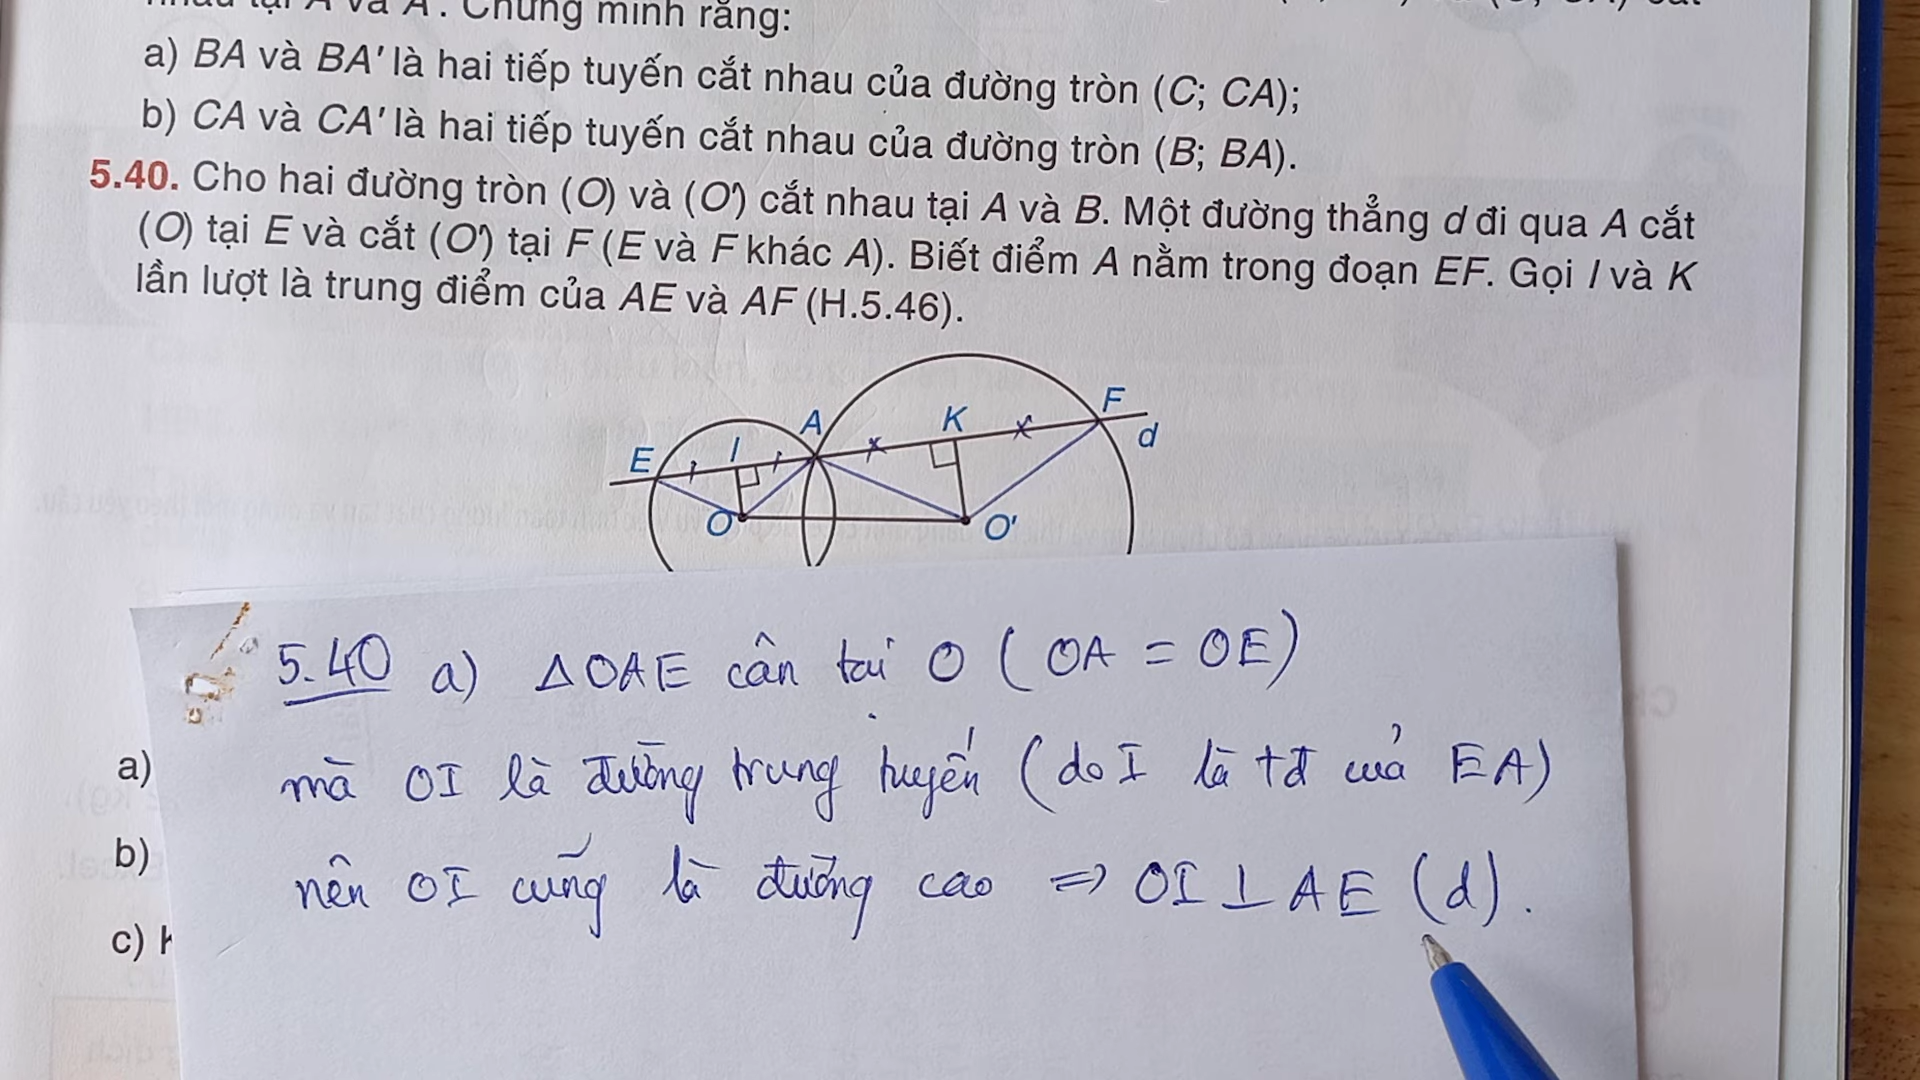 A và A'. Chứng minh rằng:
a) BA và BA' là hai tiếp tuyến cắt nhau của đường tròn (C; CA);
b) CA và CA' là hai tiếp tuyến cắt nhau của đường tròn (B; BA).
5.40. Cho hai đường tròn (O) và (O') cắt nhau tại A và B. Một đường thẳng d đi qua A cắt
(O) tại E và cắt (O') tại F (E và F khác A). Biết điểm A nằm trong đoạn EF. Gọi I và K
lần lượt là trung điểm của AE và AF (H.5.46).
E I A K F
d
O O'
5.40 a) ΔOAE cân tại O (OA = OE)
mà OI là đường trung tuyến (do I là tđ của EA)
nên OI cũng là đường cao => OI ⊥ AE (d).
a)
b)
c)